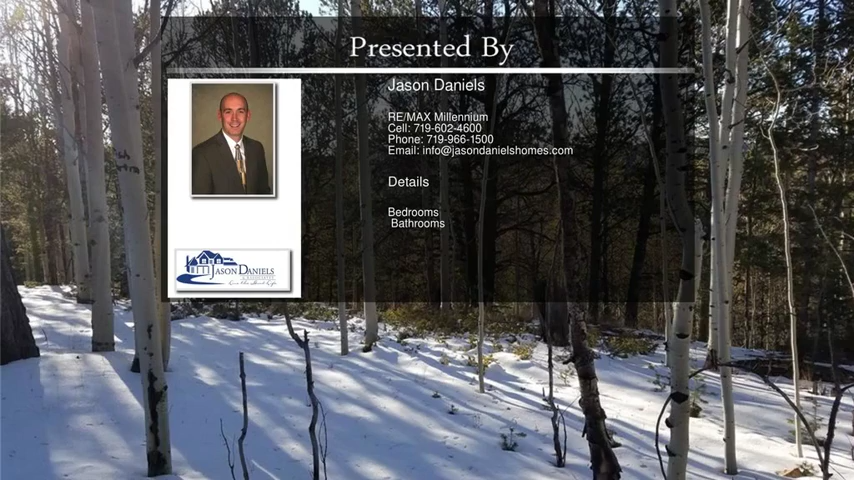 Presented By
Jason Daniels
RE/MAX Millennium
Cell: 719-602-4600
Phone: 719-966-1500
Email: info@jasondanielshomes.com
Details
Bedrooms
Bathrooms
JASON DANIELS